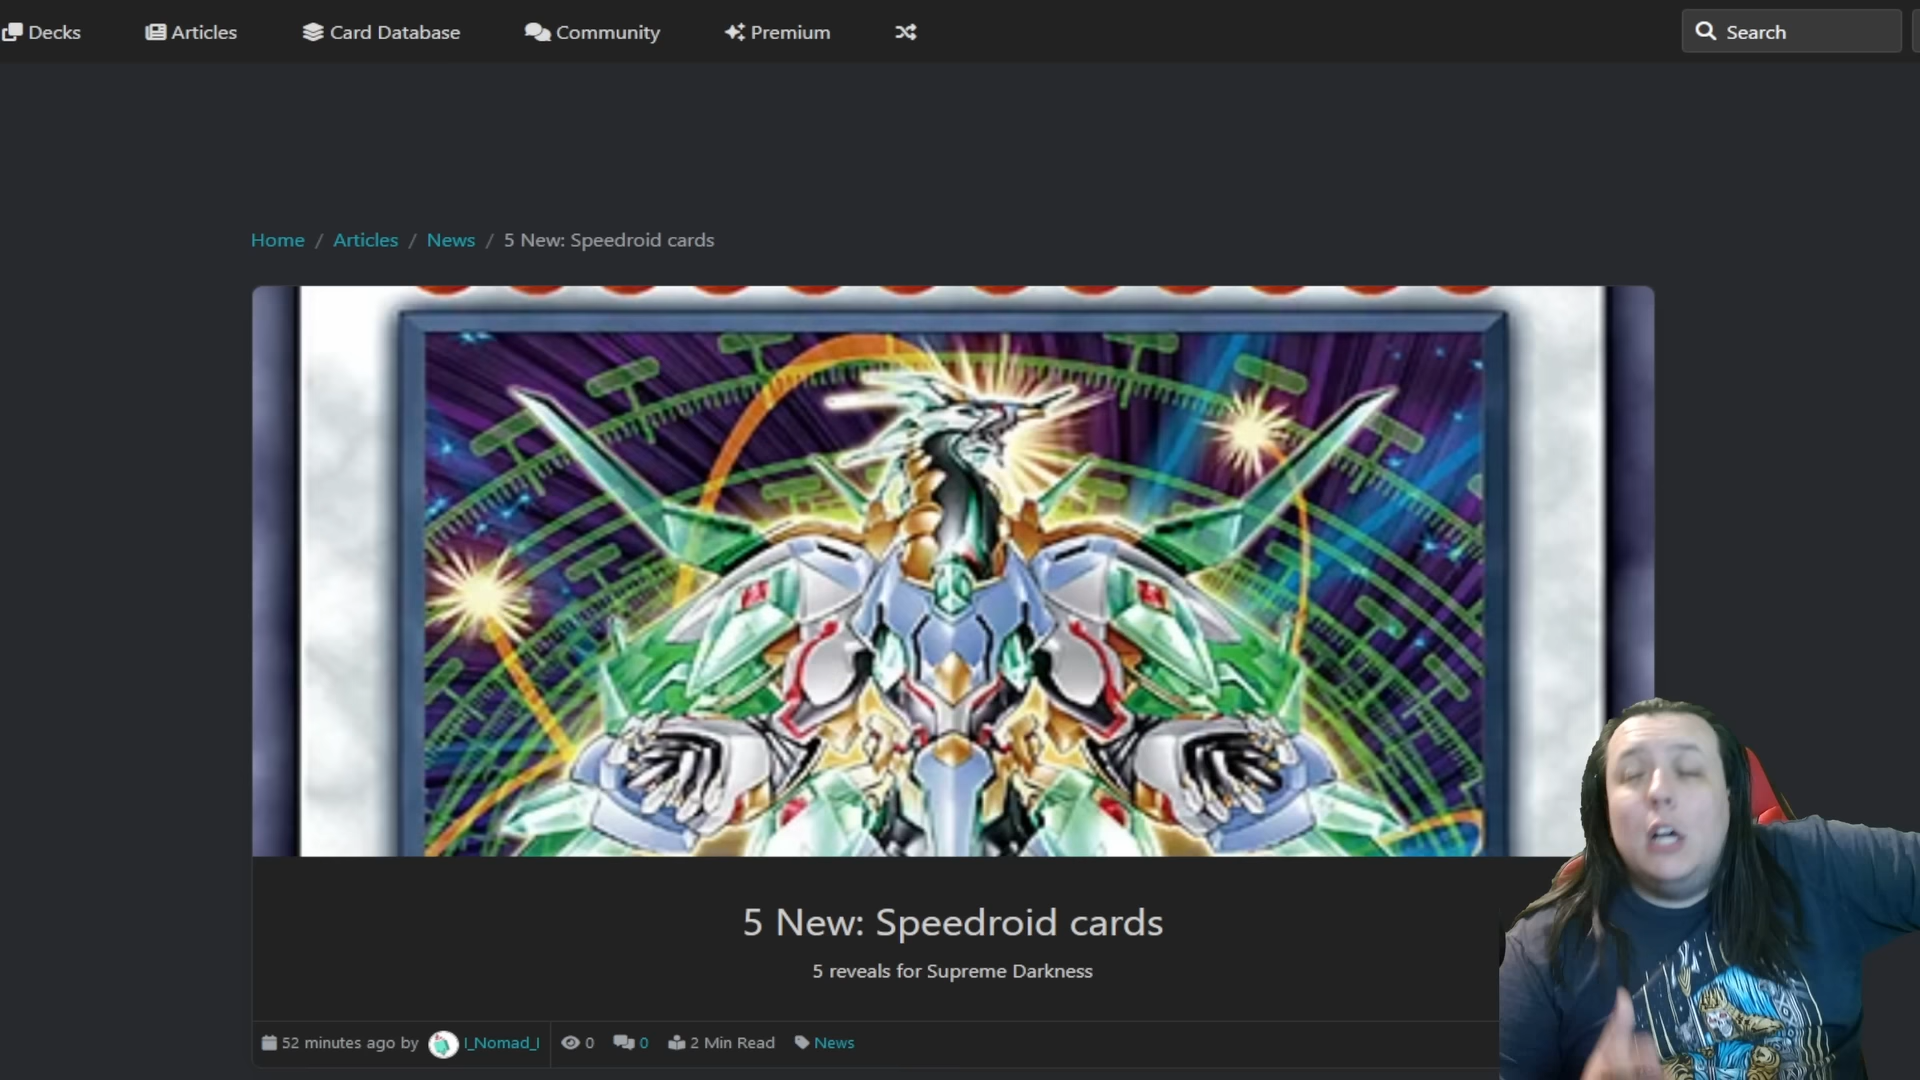 Decks Articles Card Database Community Premium Search
Home / Articles / News / 5 New: Speedroid cards
5 New: Speedroid cards
5 reveals for Supreme Darkness
52 minutes ago by I_Nomad_I 0 0 2 Min Read News